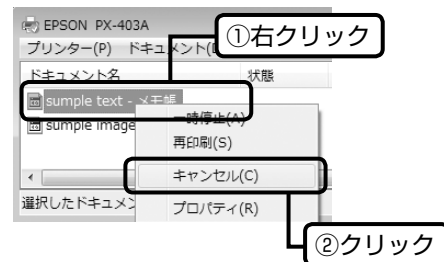 EPSON PX-403A
①右クリック
プリンター(P) ドキュメント(
ドキュメント名 状態
sumple text - メモ帳
一時停止(A)
sumple image
再印刷(S)
キャンセル(C)
選択したドキュメン
プロパティ(R)
②クリック